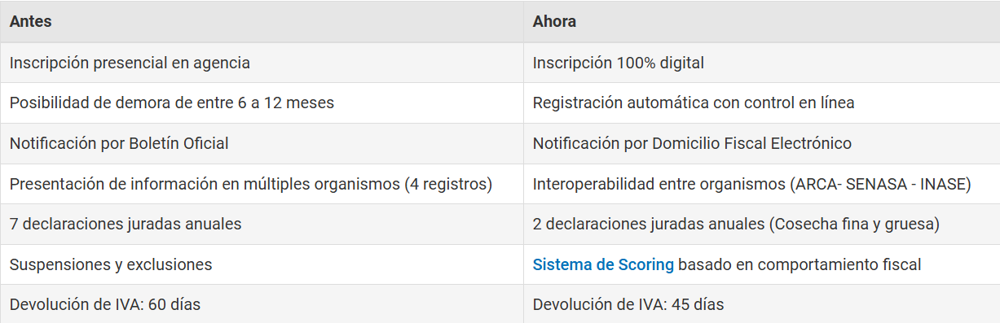 Antes Ahora
Inscripción presencial en agencia Inscripción 100% digital
Posibilidad de demora de entre 6 a 12 meses Registración automática con control en línea
Notificación por Boletín Oficial Notificación por Domicilio Fiscal Electrónico
Presentación de información en múltiples organismos (4 registros) Interoperabilidad entre organismos (ARCA- SENASA - INASE)
7 declaraciones juradas anuales 2 declaraciones juradas anuales (Cosecha fina y gruesa)
Suspensiones y exclusiones Sistema de Scoring basado en comportamiento fiscal
Devolución de IVA: 60 días Devolución de IVA: 45 días